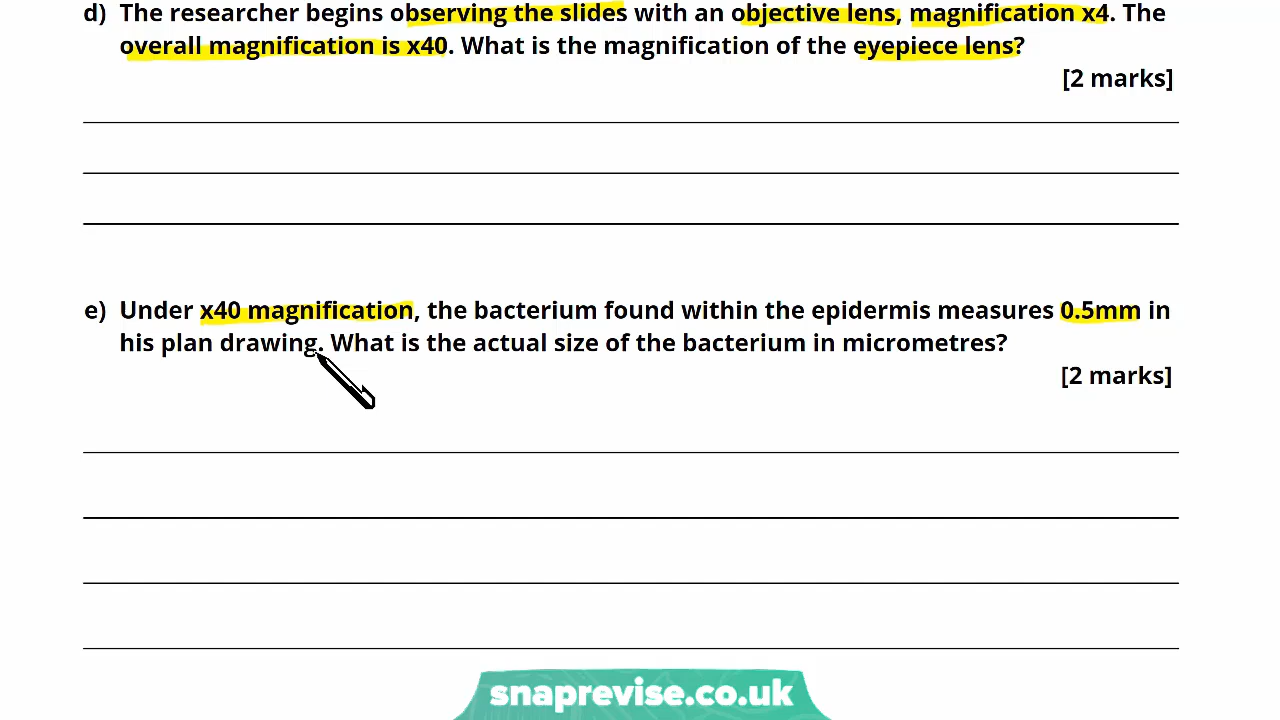 d) The researcher begins observing the slides with an objective lens, magnification x4. The
overall magnification is x40. What is the magnification of the eyepiece lens?
[2 marks]
e) Under x40 magnification, the bacterium found within the epidermis measures 0.5mm in
his plan drawing. What is the actual size of the bacterium in micrometres?
[2 marks]
snaprevise.co.uk